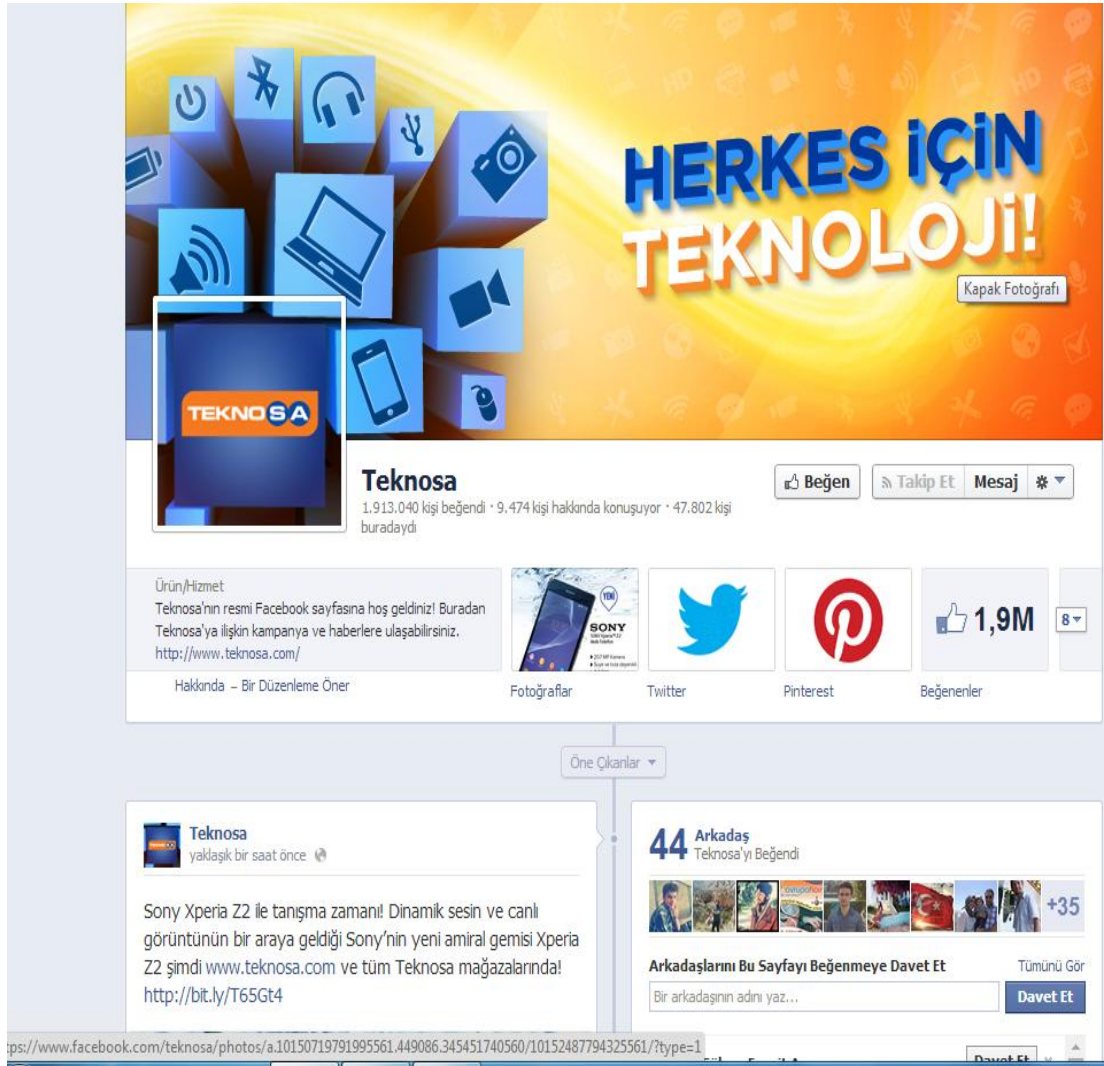 HERKES İÇİN
TEKNOLOJİ!
Kapak Fotoğrafı
TEKNOSA
Teknosa
1.913.040 kişi beğendi · 9.474 kişi hakkında konuşuyor · 47.802 kişi
buradaydı
Beğen
Takip Et
Mesaj
Ürün/Hizmet
Teknosa'nın resmi Facebook sayfasına hoş geldiniz! Buradan
Teknosa'ya ilişkin kampanya ve haberlere ulaşabilirsiniz.
http://www.teknosa.com/
Hakkında – Bir Düzenleme Öner
YENİ
SONY
Fotoğraflar
Twitter
Pinterest
1,9M
Beğenenler
8
Öne Çıkanlar
Teknosa
yaklaşık bir saat önce
Sony Xperia Z2 ile tanışma zamanı! Dinamik sesin ve canlı
görüntünün bir araya geldiği Sony'nin yeni amiral gemisi Xperia
Z2 şimdi www.teknosa.com ve tüm Teknosa mağazalarında!
http://bit.ly/T65Gt4
44 Arkadaş
Teknosa'yı Beğendi
+35
Arkadaşlarını Bu Sayfayı Beğenmeye Davet Et
Tümünü Gör
Bir arkadaşının adını yaz...
Davet Et
Davet Et
tps://www.facebook.com/teknosa/photos/a.10150719791995561.449086.345451740560/10152487794325561/?type=1